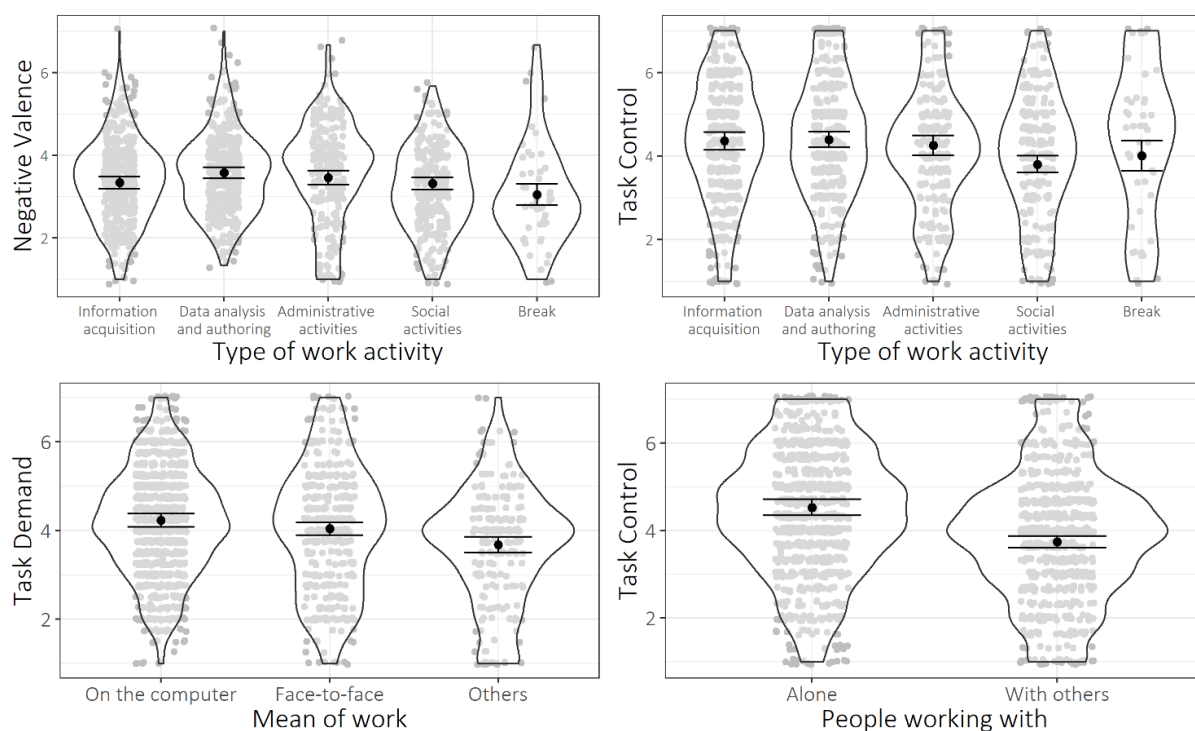 Negative Valence
6
4
2
Information acquisition
Data analysis and authoring
Administrative activities
Social activities
Break
Type of work activity
Task Control
6
4
2
Information acquisition
Data analysis and authoring
Administrative activities
Social activities
Break
Type of work activity
Task Demand
6
4
2
On the computer
Face-to-face
Others
Mean of work
Task Control
6
4
2
Alone
With others
People working with